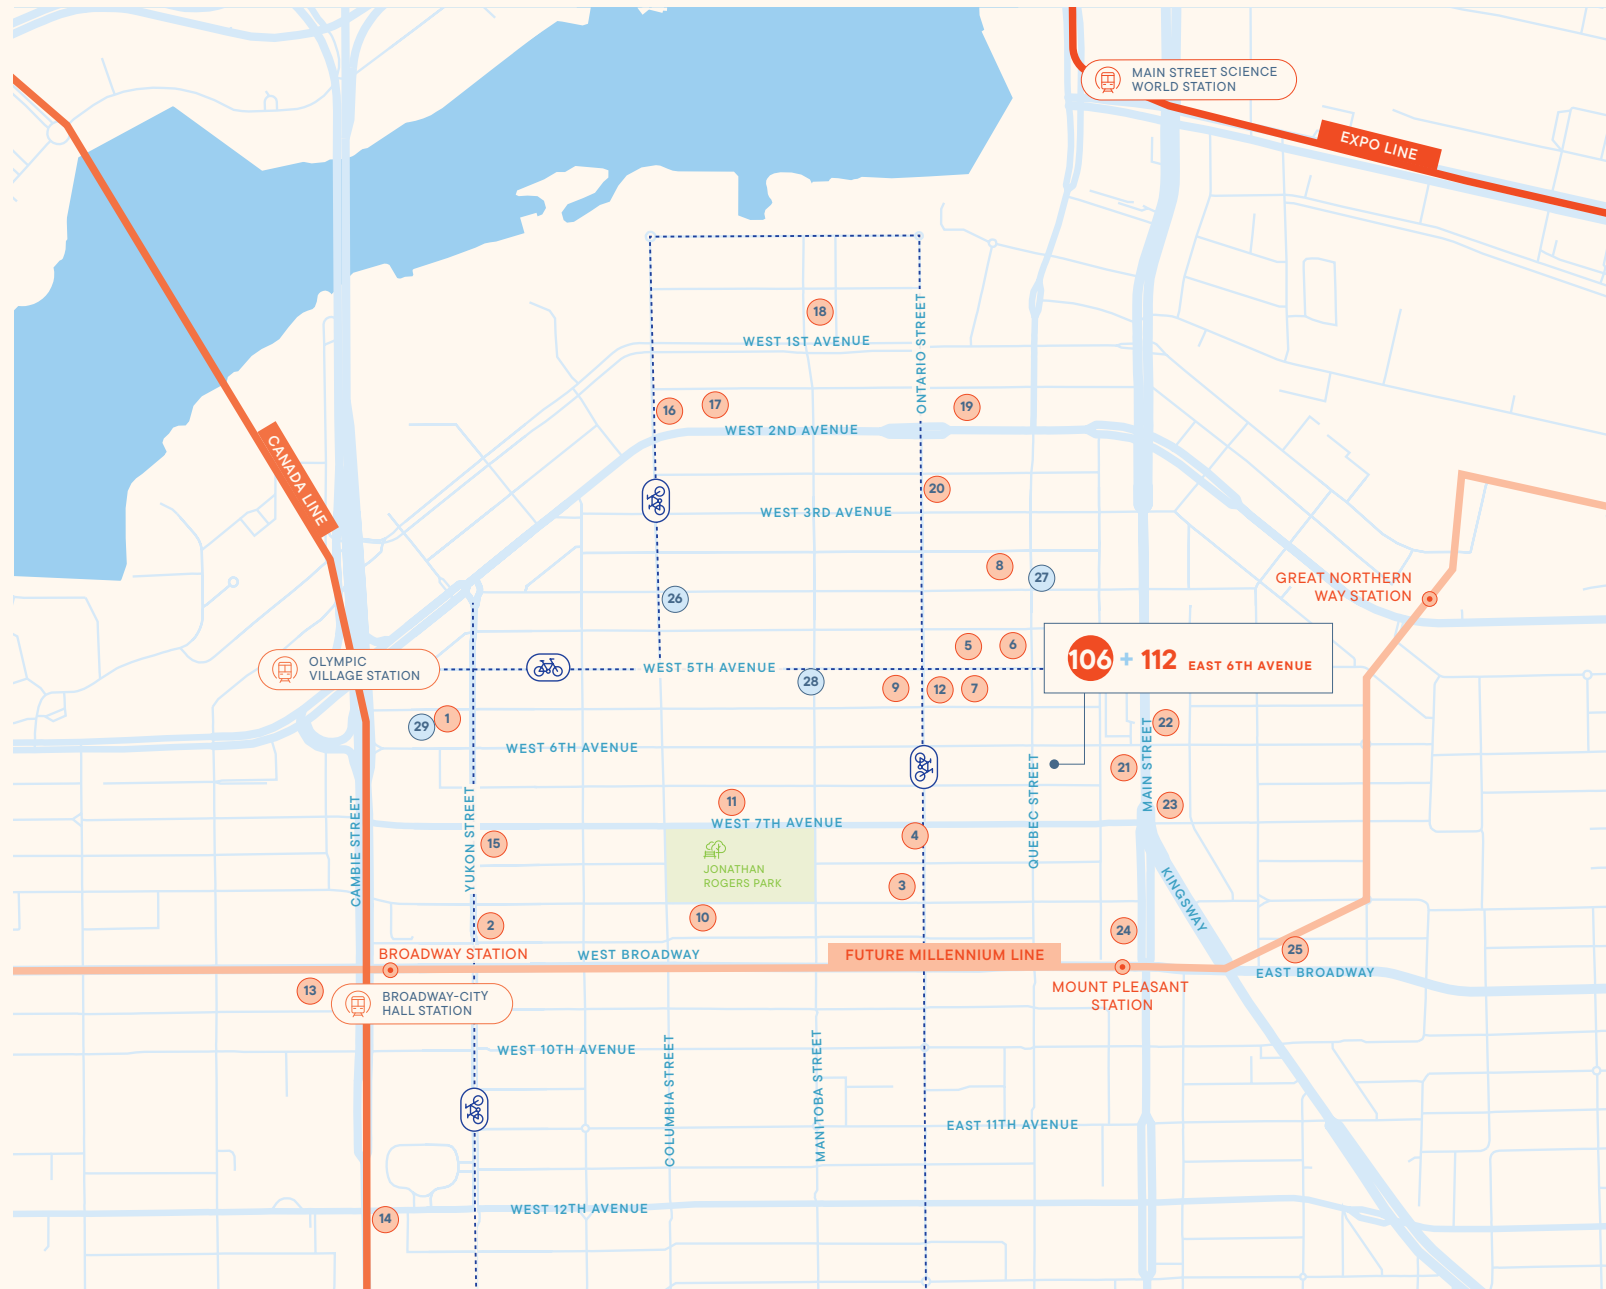 MAIN STREET SCIENCE
WORLD STATION
EXPO LINE
18
WEST 1ST AVENUE
ONTARIO STREET
16
17
19
WEST 2ND AVENUE
CANADA LINE
20
WEST 3RD AVENUE
8
27
GREAT NORTHERN
WAY STATION
26
5
6
106 + 112 EAST 6TH AVENUE
OLYMPIC
VILLAGE STATION
WEST 5TH AVENUE
28
9
12
7
29
1
22
WEST 6TH AVENUE
MAIN STREET
21
23
QUEBEC STREET
CAMBIE STREET
YUKON STREET
11
WEST 7TH AVENUE
4
15
JONATHAN
ROGERS PARK
3
KINGSWAY
2
10
24
25
BROADWAY STATION
WEST BROADWAY
FUTURE MILLENNIUM LINE
EAST BROADWAY
13
BROADWAY-CITY
HALL STATION
MOUNT PLEASANT
STATION
WEST 10TH AVENUE
COLUMBIA STREET
MANITOBA STREET
EAST 11TH AVENUE
WEST 12TH AVENUE
14